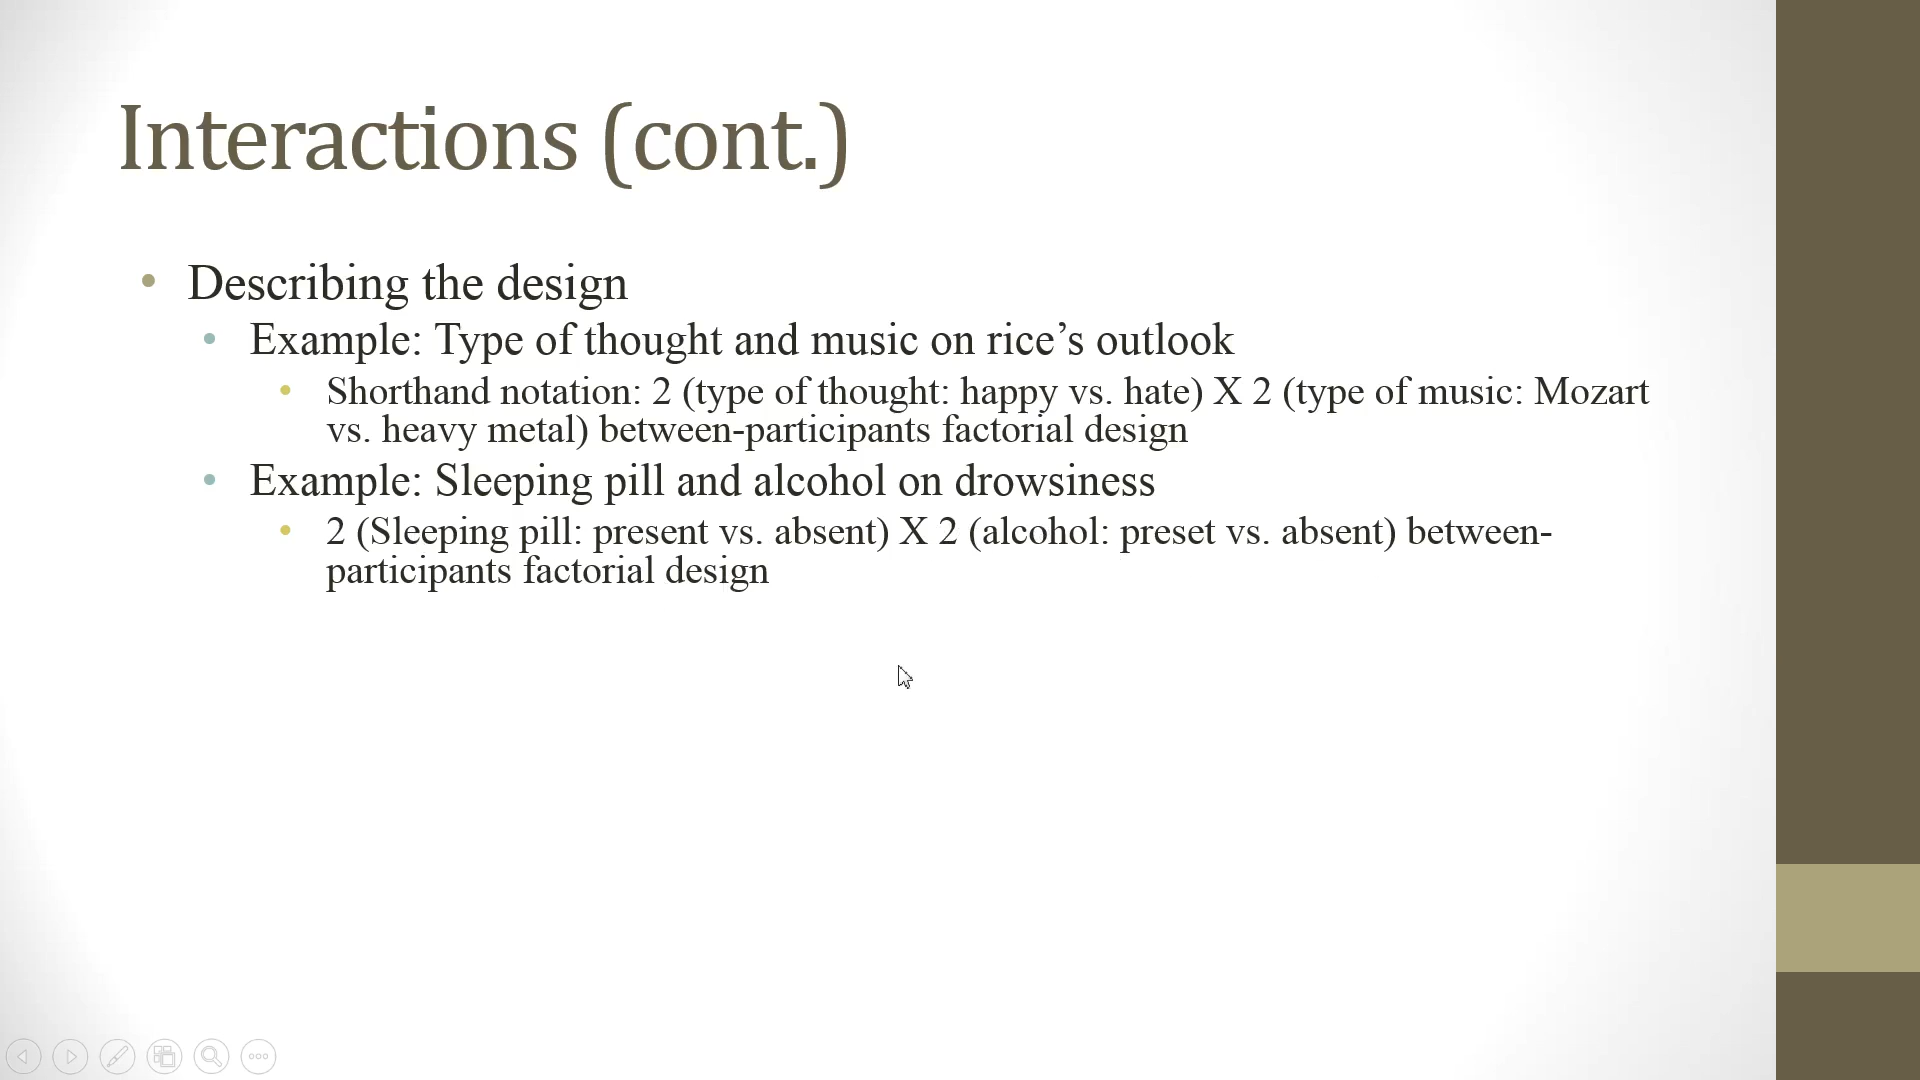 Interactions (cont.)
• Describing the design
• Example: Type of thought and music on rice’s outlook
• Shorthand notation: 2 (type of thought: happy vs. hate) X 2 (type of music: Mozart
vs. heavy metal) between-participants factorial design
• Example: Sleeping pill and alcohol on drowsiness
• 2 (Sleeping pill: present vs. absent) X 2 (alcohol: preset vs. absent) between-
participants factorial design